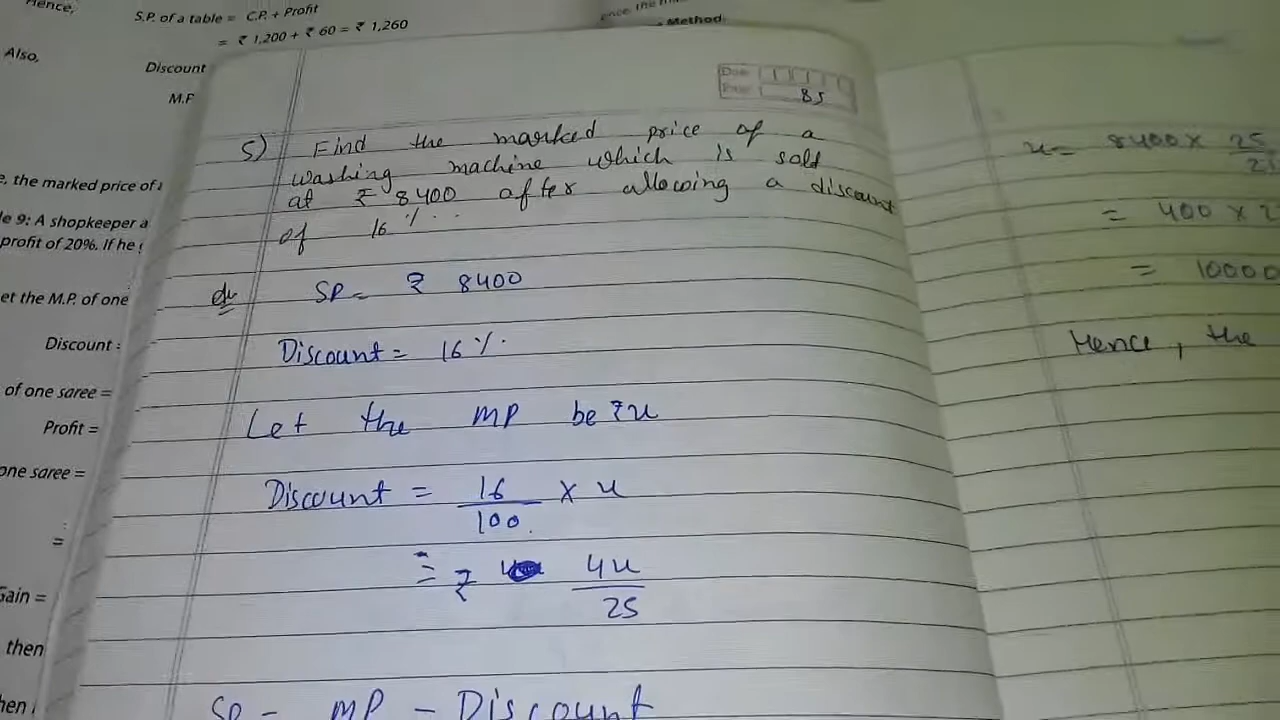 Hence,
S.P. of a table = C.P. + Profit
= ₹ 1,200 + ₹ 60 = ₹ 1,260
Also,
Discount
M.P
Method
e, the marked price of a
le 9: A shopkeeper a
profit of 20%. If he
et the M.P. of one
Discount :
of one saree =
Profit =
one saree =
=
Gain =
then
hen
Date
Page 85
5) Find the marked price of a
washing machine which is sold
at ₹ 8400 after allowing a discount
of 16 %.
SP = ₹ 8400
Discount = 16 %.
Let the MP be ₹ x
Discount = 16/100 × x
= ₹ 4x/25
SP = MP - Discount
x = 8400 × 25
= 400 × 2
= 10000
Hence, the